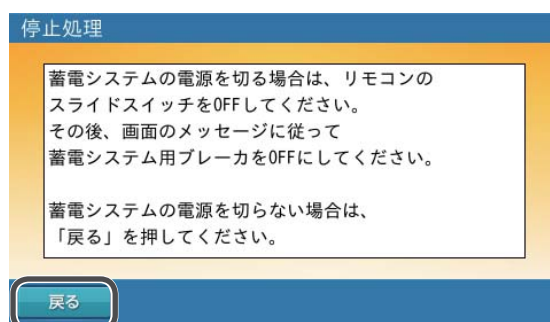 停止処理
蓄電システムの電源を切る場合は、リモコンの
スライドスイッチをOFFしてください。
その後、画面のメッセージに従って
蓄電システム用ブレーカをOFFにしてください。
蓄電システムの電源を切らない場合は、
「戻る」を押してください。
戻る